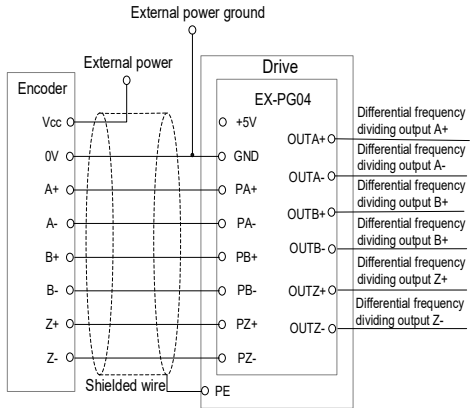 External power ground
External power
Drive
Encoder
EX-PG04
Vcc
+5V
OUTA+
Differential frequency
dividing output A+
0V
GND
OUTA-
Differential frequency
dividing output A-
A+
PA+
OUTB+
Differential frequency
dividing output B+
A-
PA-
OUTB-
Differential frequency
dividing output B+
B+
PB+
B-
PB-
OUTZ+
Differential frequency
dividing output Z+
Z+
PZ+
OUTZ-
Differential frequency
dividing output Z-
Z-
PZ-
Shielded wire
PE